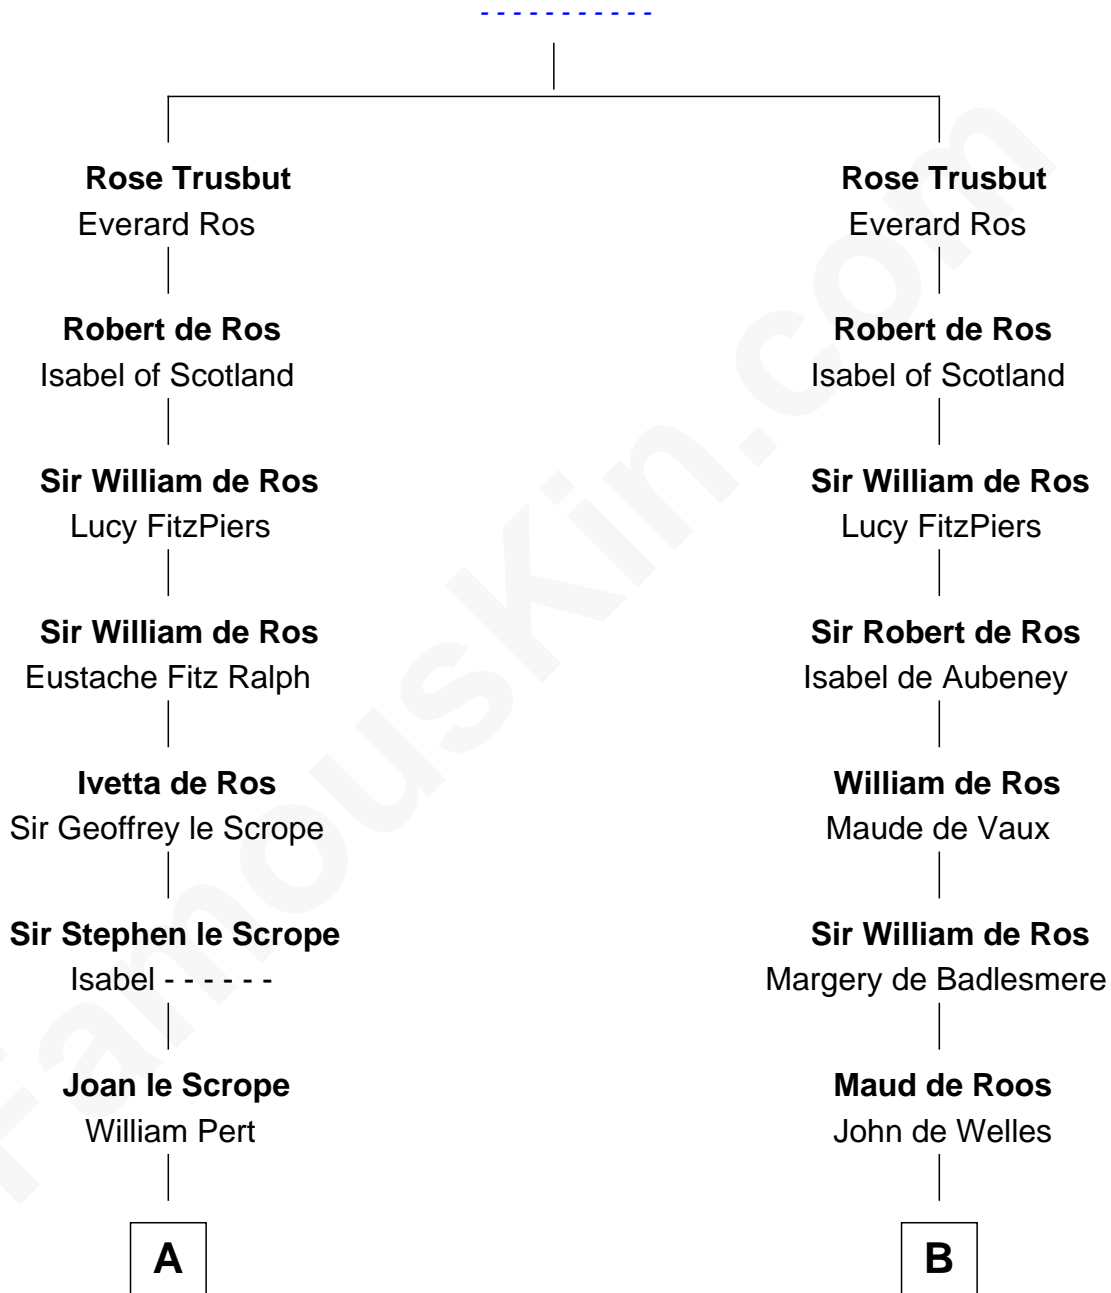 - - - - - - - - - - -
Rose Trusbut
Everard Ros
Robert de Ros
Isabel of Scotland
Sir William de Ros
Lucy FitzPiers
Sir William de Ros
Eustache Fitz Ralph
Ivetta de Ros
Sir Geoffrey le Scrope
Sir Stephen le Scrope
Isabel - - - - - -
Joan le Scrope
William Pert
A
Rose Trusbut
Everard Ros
Robert de Ros
Isabel of Scotland
Sir William de Ros
Lucy FitzPiers
Sir Robert de Ros
Isabel de Aubeney
William de Ros
Maude de Vaux
Sir William de Ros
Margery de Badlesmere
Maud de Roos
John de Welles
B
FamousKin.com